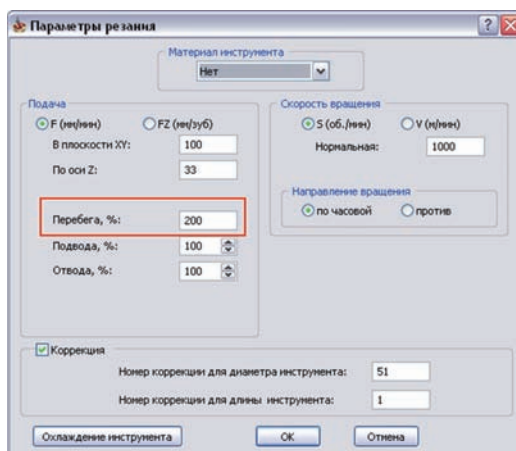 Параметры резания
Материал инструмента
Нет
Подача
F (мм/мин) FZ (мм/зуб)
В плоскости XY: 100
По оси Z: 33
Перебега, %: 200
Подвода, %: 100
Отвода, %: 100
Скорость вращения
S (об./мин) V (м/мин)
Нормальная: 1000
Направление вращения
по часовой против
Коррекция
Номер коррекции для диаметра инструмента: 51
Номер коррекции для длины инструмента: 1
Охлаждение инструмента OK Отмена